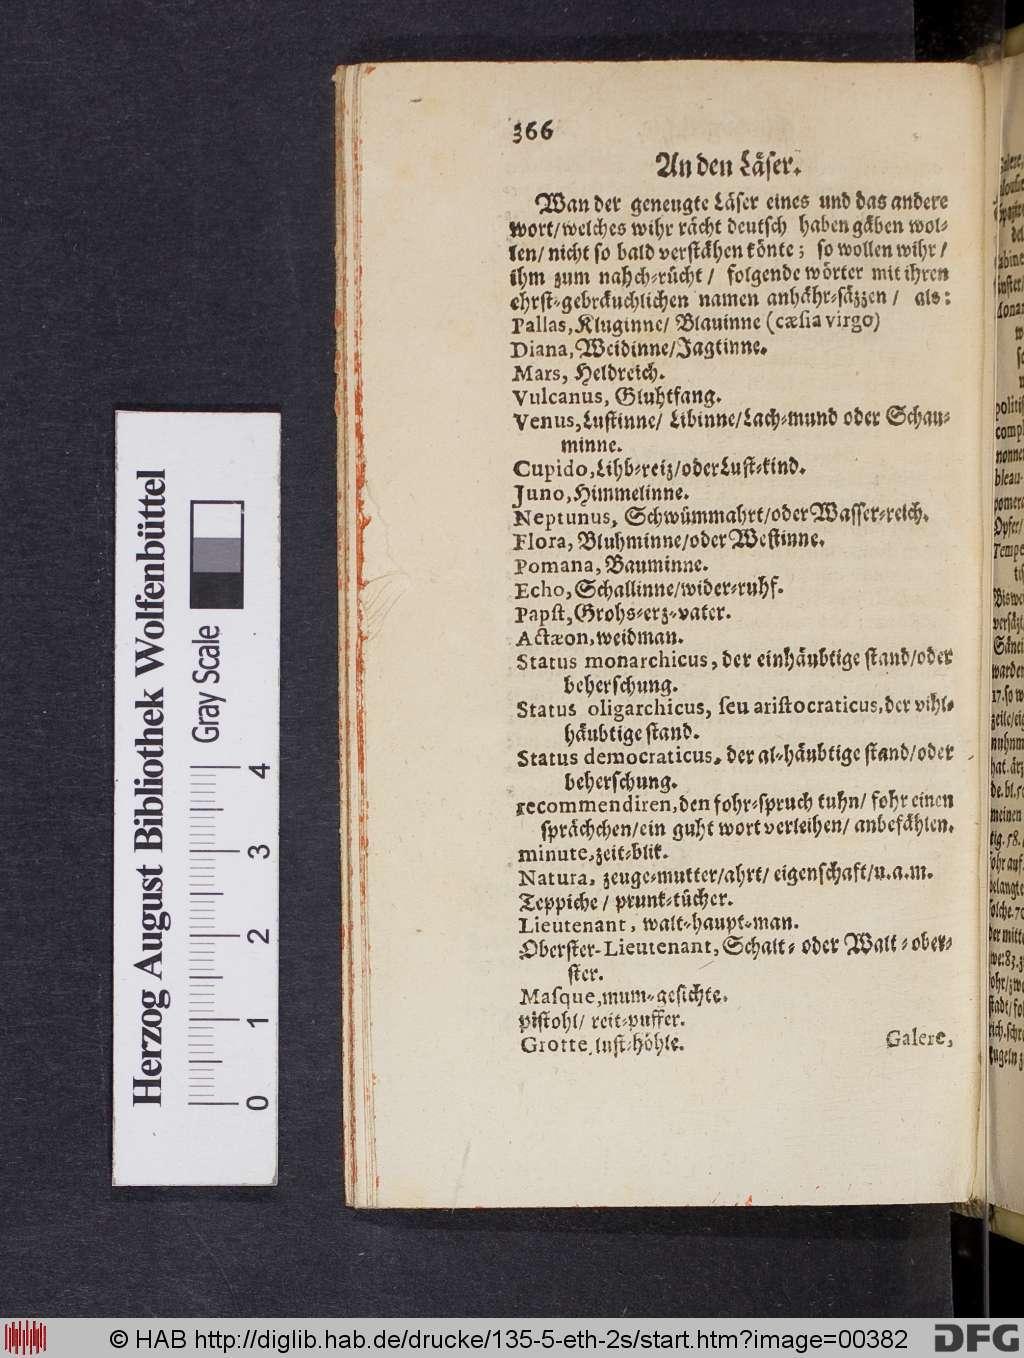 366
An den Läſer.
Wan der geneugte Läſer eines und das andere
wort/welches wihr rächt deutſch haben gäben wol⸗
len/ nicht ſo bald verſtähen könte; ſo wollen wihr /
ihm zum nahch⸗rücht / folgende wörter mit ihren
ehrſt⸗gebräuchlichen namen anhähr⸗ſäzzen / als:
Pallas, Kluginne/ Blauinne (cæſia virgo)
Diana, Weidinne/Jagtinne.
Mars, Heldreich.
Vulcanus, Gluhtfang.
Venus, Luſtinne/ Libinne/Lach⸗mund oder Schau⸗
minne.
Cupido, Lihb⸗reiz/oder Luſt⸗kind.
Juno, Himmelinne.
Neptunus, Schwümmahrt/oder Waſſer⸗reich.
Flora, Bluhminne/oder Weſtinne.
Pomana, Bauminne.
Echo, Schallinne/wider⸗ruhf.
Papſt, Grohs⸗erz⸗vater.
Actæon, weidman.
Status monarchicus, der einhäubtige ſtand/oder
beherſchung.
Status oligarchicus, ſeu ariſtocraticus, der vihl⸗
häubtige ſtand.
Status democraticus, der al⸗häubtige ſtand/oder
beherſchung.
recommendiren, den fohr⸗ſpruch tuhn/ fohr einen
ſprächchen/ein guht wort verleihen/ anbefählen.
minute, zeit⸗blik.
Natura, zeuge⸗mutter/ahrt/ eigenſchaft/u.a.m.
Teppiche / prunt⸗tücher.
Lieutenant, walt⸗haupt⸗man.
Oberſter-Lieutenant, Schalt⸗ oder Walt⸗ober⸗
ſter.
Maſque, mum⸗geſichte.
piſtohl/ reit⸗puffer.
Grotte, luſt⸗höhle.
Galere,
Herzog August Bibliothek Wolfenbüttel
Gray Scale
0 1 2 3 4
© HAB http://diglib.hab.de/drucke/135-5-eth-2s/start.htm?image=00382
DFG